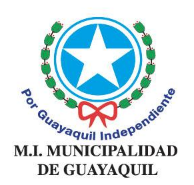 Por Guayaquil Independiente
M.I. MUNICIPALIDAD
DE GUAYAQUIL